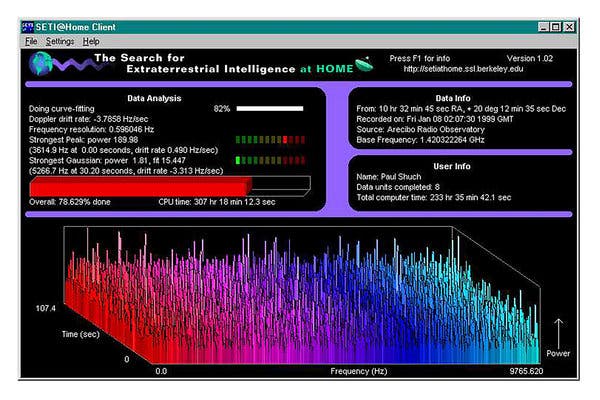 SETI@Home Client
File Settings Help
The Search for
Extraterrestrial Intelligence at HOME
Press F1 for info
Version 1.02
http://setiathome.ssl.berkeley.edu
Data Analysis
Doing curve-fitting 82%
Doppler drift rate: -3.7858 Hz/sec
Frequency resolution: 0.596046 Hz
Strongest Peak: power 189.98
(3614.9 Hz at 0.00 seconds, drift rate 0.490 Hz/sec)
Strongest Gaussian: power 1.81, fit 15.447
(5266.7 Hz at 30.20 seconds, drift rate -3.313 Hz/sec)
Overall: 78.629% done CPU time: 307 hr 18 min 12.3 sec
Data Info
From: 10 hr 32 min 45 sec RA, + 20 deg 12 min 35 sec Dec
Recorded on: Fri Jan 08 02:07:30 1999 GMT
Source: Arecibo Radio Observatory
Base Frequency: 1.420322264 GHz
User Info
Name: Paul Shuch
Data units completed: 8
Total computer time: 233 hr 35 min 42.1 sec
107.4
Time (sec)
0
0.0
Frequency (Hz)
9765.620
Power